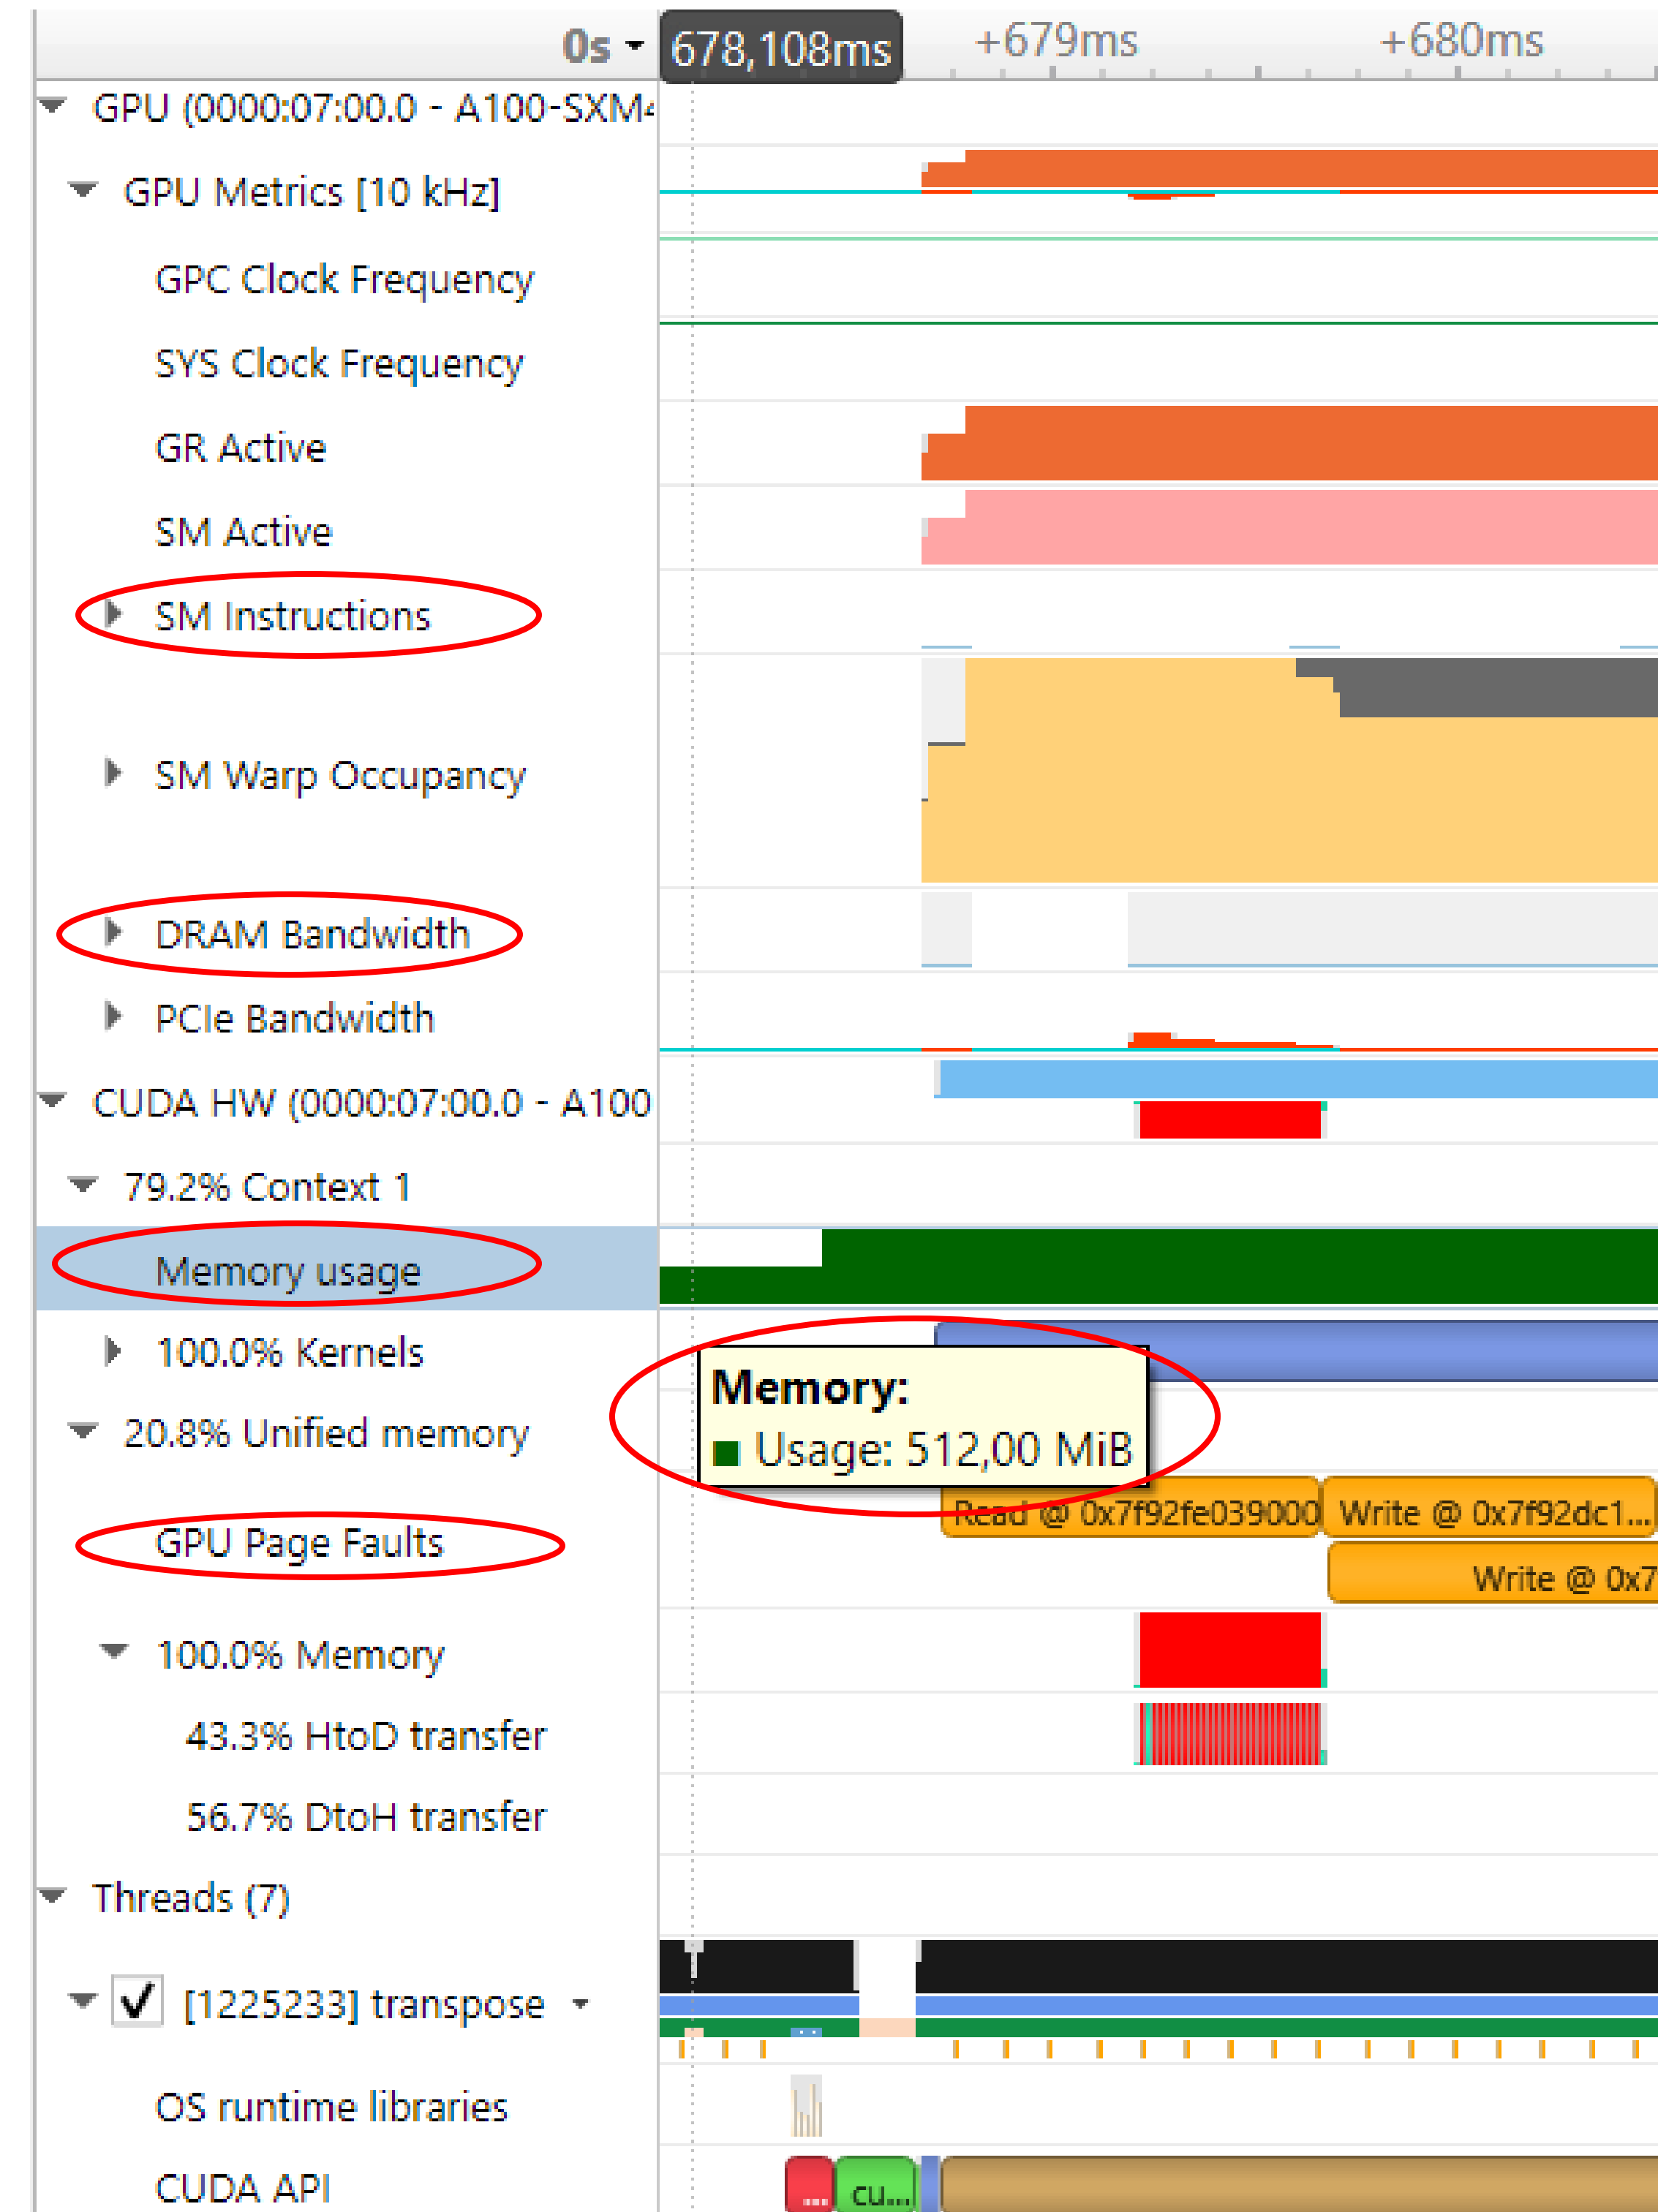 0s 678,108ms +679ms +680ms
GPU (0000:07:00.0 - A100-SXM4
GPU Metrics [10 kHz]
GPC Clock Frequency
SYS Clock Frequency
GR Active
SM Active
SM Instructions
SM Warp Occupancy
DRAM Bandwidth
PCIe Bandwidth
CUDA HW (0000:07:00.0 - A100
79.2% Context 1
Memory usage
100.0% Kernels
Memory:
Usage: 512,00 MiB
20.8% Unified memory
Read @ 0x7f92fe039000 Write @ 0x7f92dc1...
GPU Page Faults
Write @ 0x7
100.0% Memory
43.3% HtoD transfer
56.7% DtoH transfer
Threads (7)
[1225233] transpose
OS runtime libraries
CUDA API ... cu...